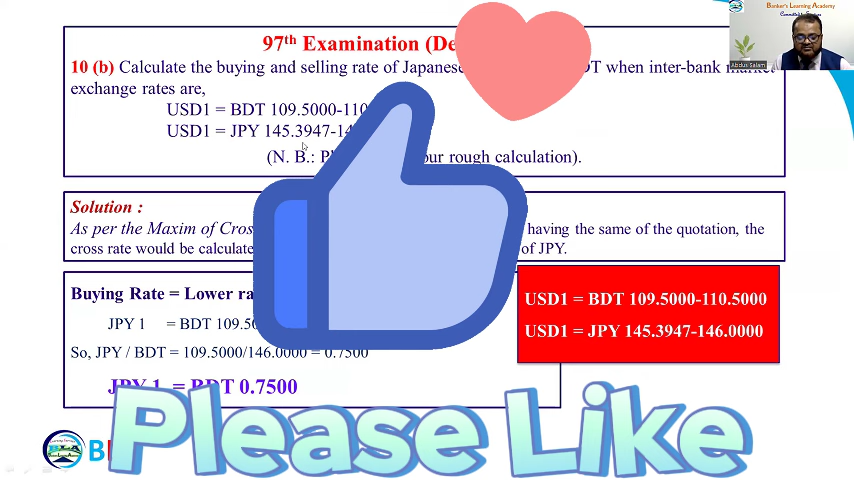 Banker's Learning Academy
Abdus Salam
97th Examination (De
10 (b) Calculate the buying and selling rate of Japanese DT when inter-bank market
exchange rates are,
USD1 = BDT 109.5000-110
USD1 = JPY 145.3947-14
(N. B.: Pl our rough calculation).
Solution :
As per the Maxim of Cros having the same of the quotation, the
cross rate would be calculate of JPY.
Buying Rate = Lower ra
JPY 1 = BDT 109.50
So, JPY / BDT = 109.5000/146.0000 = 0.7500
JPY 1 = BDT 0.7500
USD1 = BDT 109.5000-110.5000
USD1 = JPY 145.3947-146.0000
Please Like
BLA
B